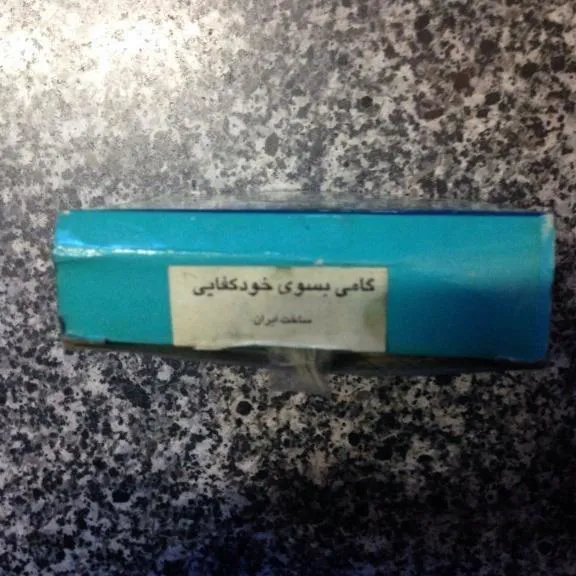 گامی بسوی خودکفایی
ساخت ایران